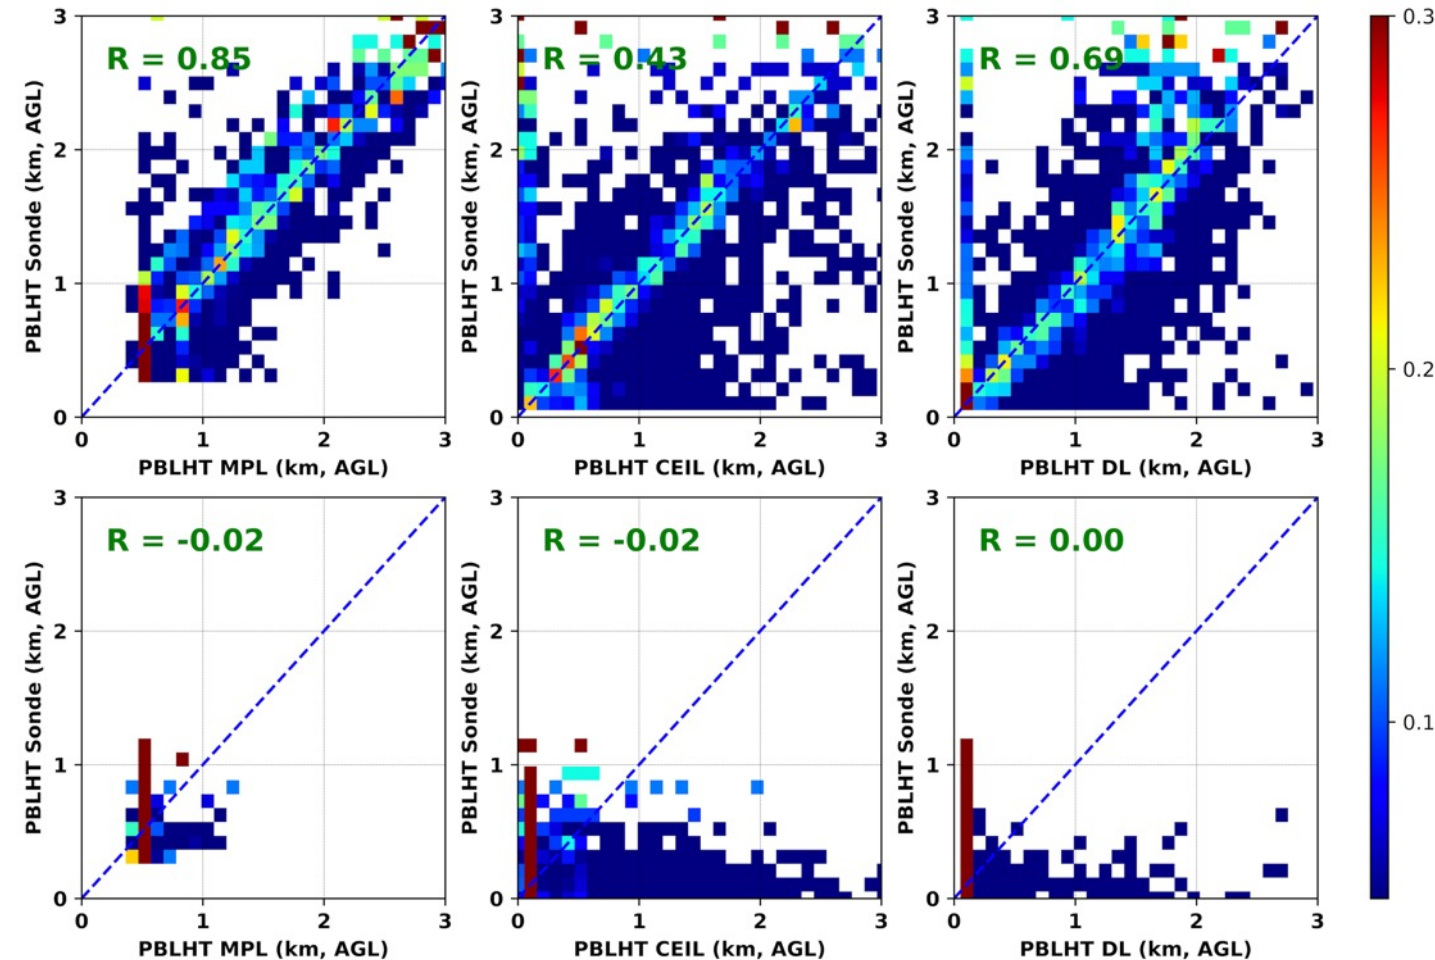 R = 0.85
PBLHT Sonde (km, AGL)
3
2
1
0
0 1 2 3
PBLHT MPL (km, AGL)
R = 0.43
PBLHT Sonde (km, AGL)
3
2
1
0
0 1 2 3
PBLHT CEIL (km, AGL)
R = 0.69
PBLHT Sonde (km, AGL)
3
2
1
0
0 1 2 3
PBLHT DL (km, AGL)
R = -0.02
PBLHT Sonde (km, AGL)
3
2
1
0
0 1 2 3
PBLHT MPL (km, AGL)
R = -0.02
PBLHT Sonde (km, AGL)
3
2
1
0
0 1 2 3
PBLHT CEIL (km, AGL)
R = 0.00
PBLHT Sonde (km, AGL)
3
2
1
0
0 1 2 3
PBLHT DL (km, AGL)
0.3
0.2
0.1